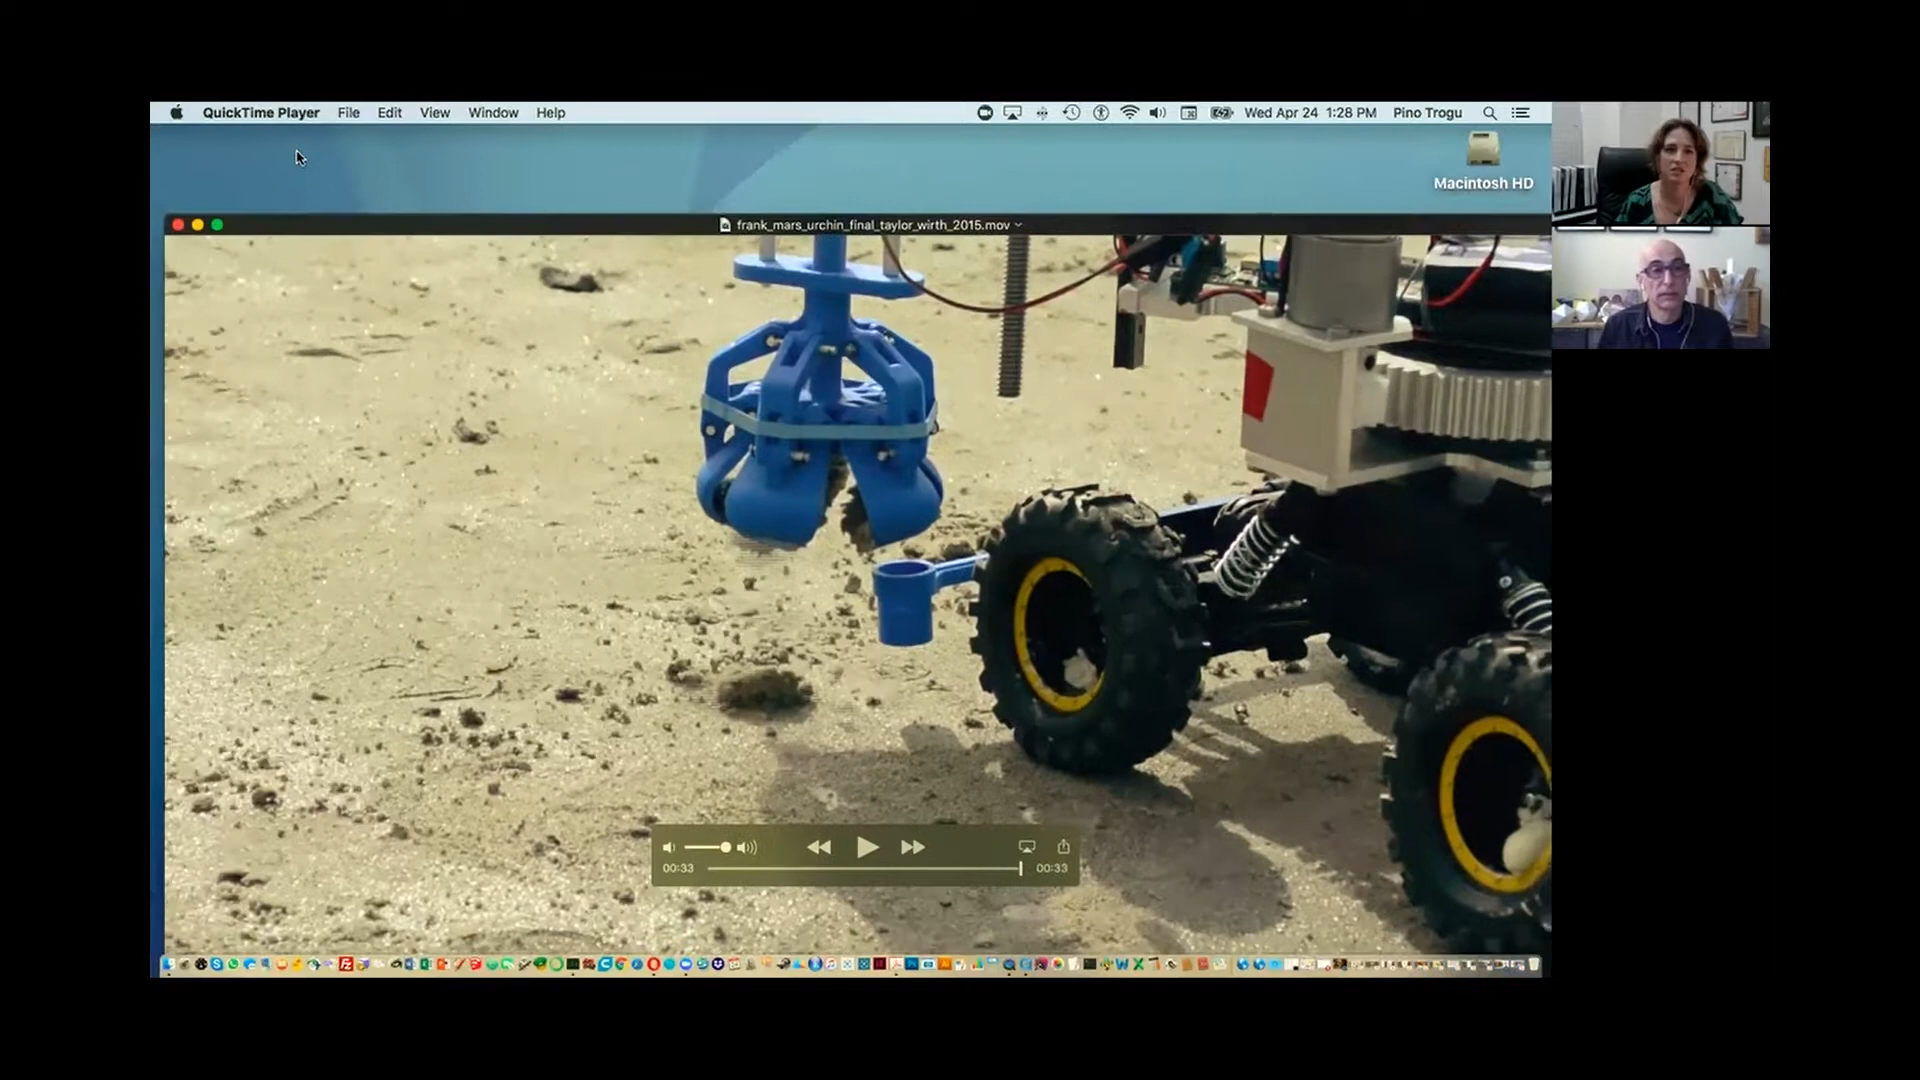 QuickTime Player File Edit View Window Help Wed Apr 24 1:28 PM Pino Trogu
Macintosh HD
frank_mars_urchin_final_taylor_wirth_2015.mov
00:33 00:33